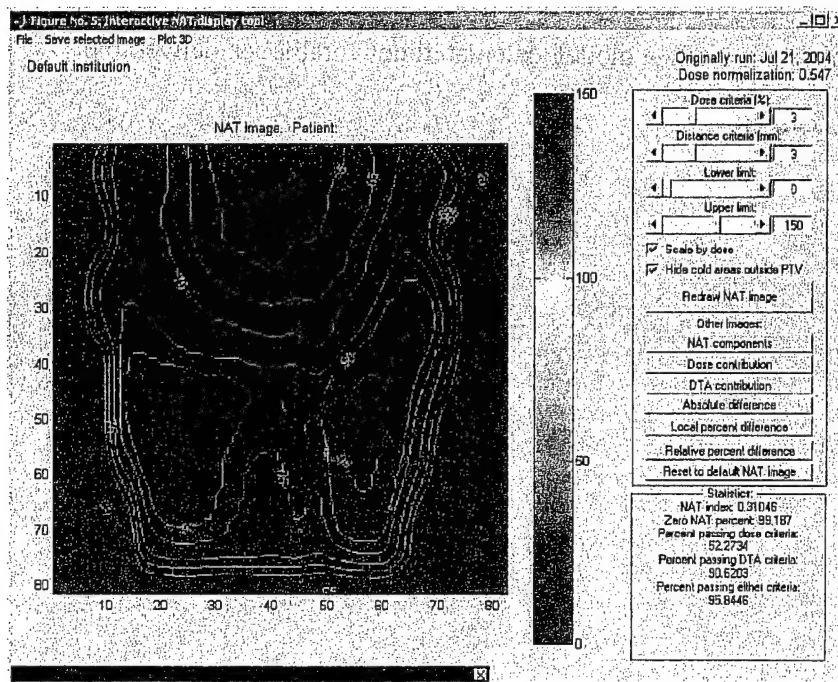 Figure No. 5: Interactive NAT display tool
File Save selected image Plot 3D
Default institution
Originally run: Jul 21, 2004
Dose normalization: 0.547
NAT Image. Patient:
10
20
30
40
50
60
70
80
10 20 30 40 50 60 70 80
150
100
50
0
Dose criteria (%):
3
Distance criteria (mm):
3
Lower limit:
0
Upper limit:
150
Scale by dose
Hide cold areas outside PTV
Redraw NAT image
Other images:
NAT components
Dose contribution
DTA contribution
Absolute difference
Local percent difference
Relative percent difference
Reset to default NAT image
Statistics:
NAT index: 0.31046
Zero NAT percent: 99.187
Percent passing dose criteria:
52.2734
Percent passing DTA criteria:
90.6203
Percent passing either criteria:
95.8446